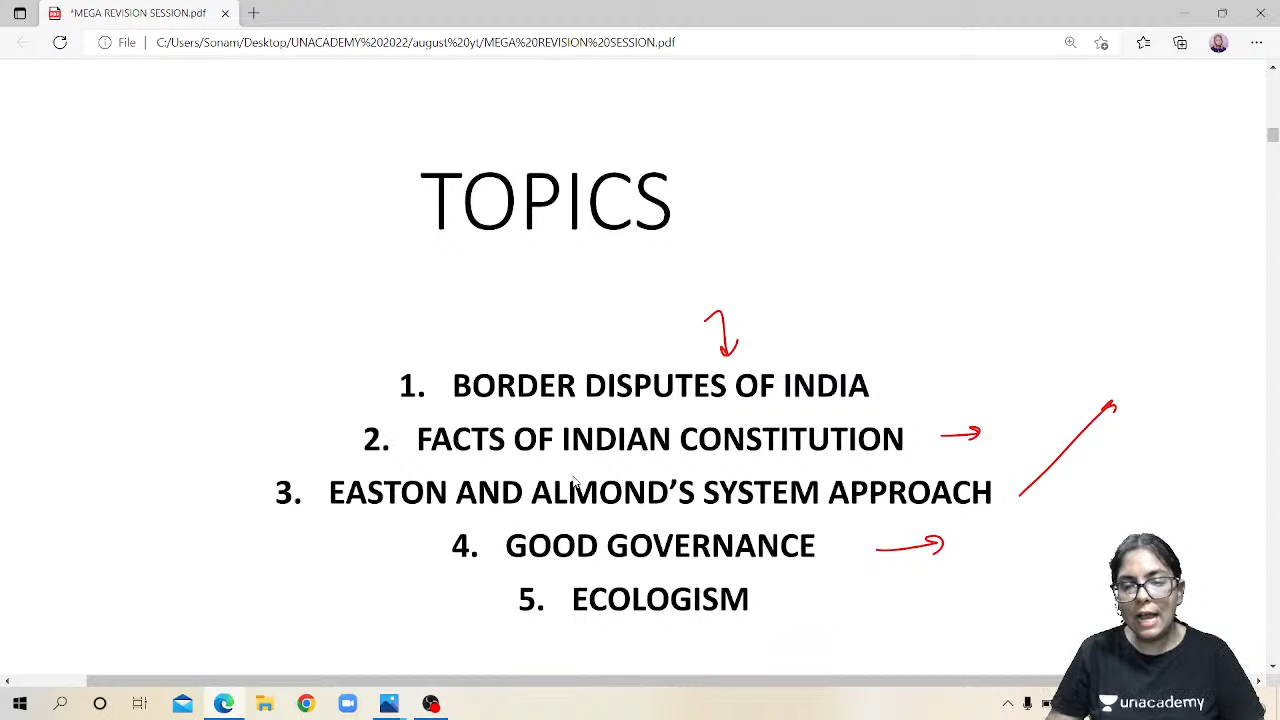 *MEGA REVISION SESSION.pdf
File C:/Users/Sonam/Desktop/UNACADEMY%202022/august%20yt/MEGA%20REVISION%20SESSION.pdf
TOPICS
1. BORDER DISPUTES OF INDIA
2. FACTS OF INDIAN CONSTITUTION
3. EASTON AND ALMOND’S SYSTEM APPROACH
4. GOOD GOVERNANCE
5. ECOLOGISM
unacademy